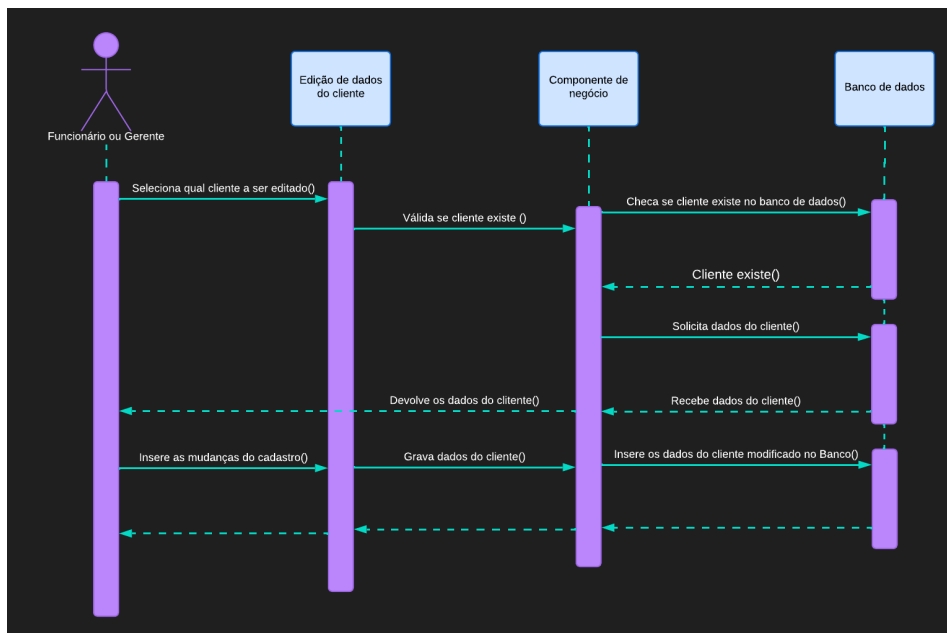 Edição de dados
do cliente
Componente de
negócio
Banco de dados
Funcionário ou Gerente
Seleciona qual cliente a ser editado()
Checa se cliente existe no banco de dados()
Válida se cliente existe ()
Cliente existe()
Solicita dados do cliente()
Devolve os dados do clitente()
Recebe dados do cliente()
Insere as mudanças do cadastro()
Grava dados do cliente()
Insere os dados do cliente modificado no Banco()